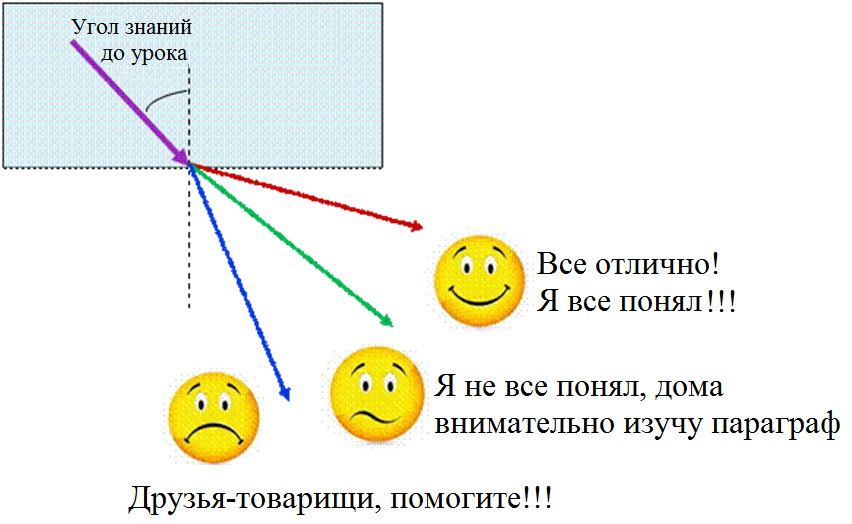 Угол знаний
до урока
Все отлично!
Я все понял!!!
Я не все понял, дома
внимательно изучу параграф
Друзья-товарищи, помогите!!!